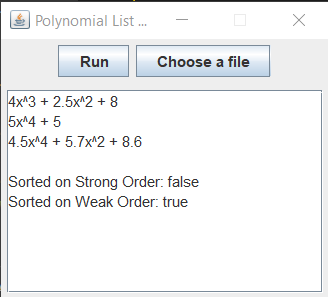 Polynomial List ...
Run Choose a file
4x^3 + 2.5x^2 + 8
5x^4 + 5
4.5x^4 + 5.7x^2 + 8.6
Sorted on Strong Order: false
Sorted on Weak Order: true